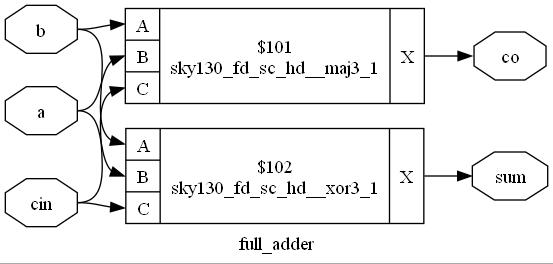 b
a
cin
A
B
C
$101
sky130_fd_sc_hd__maj3_1
X
co
A
B
C
$102
sky130_fd_sc_hd__xor3_1
X
sum
full_adder